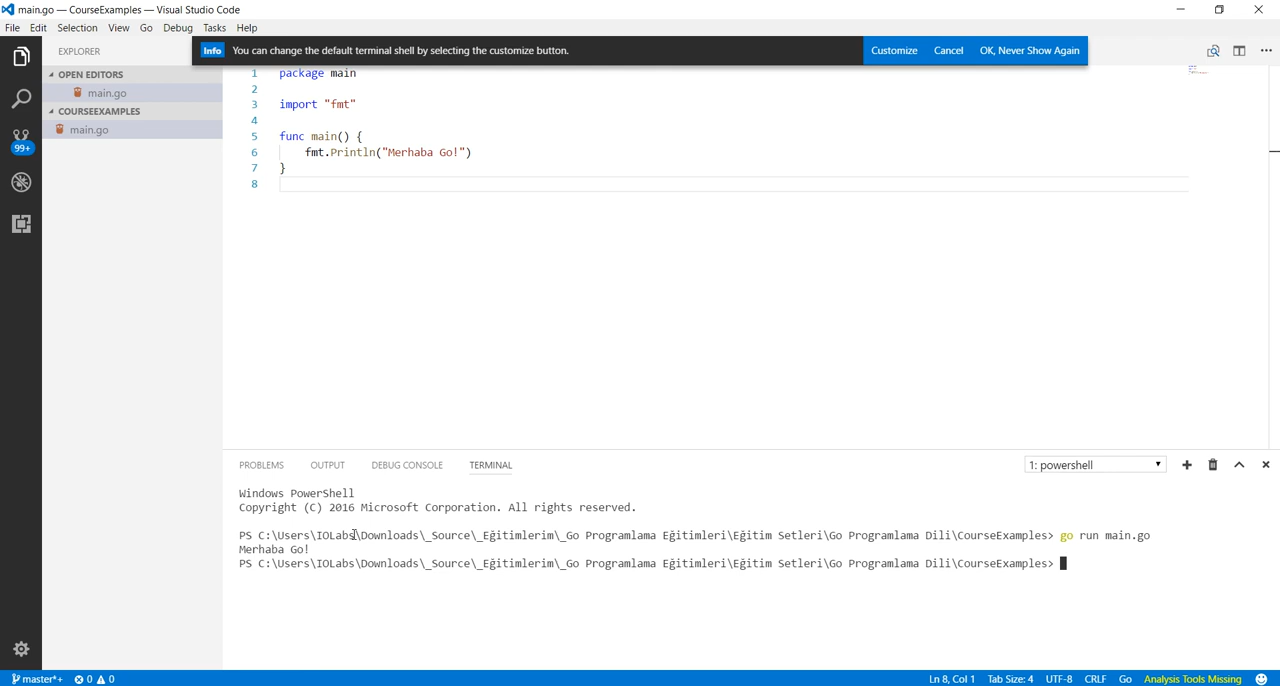 main.go — CourseExamples — Visual Studio Code
File Edit Selection View Go Debug Tasks Help
EXPLORER
Info You can change the default terminal shell by selecting the customize button. Customize Cancel OK, Never Show Again
OPEN EDITORS
main.go
COURSEEXAMPLES
main.go
99+
1 package main
2
3 import "fmt"
4
5 func main() {
6 fmt.Println("Merhaba Go!")
7 }
8
PROBLEMS OUTPUT DEBUG CONSOLE TERMINAL 1: powershell
Windows PowerShell
Copyright (C) 2016 Microsoft Corporation. All rights reserved.
PS C:\Users\IOLabs\Downloads\_Source\_Eğitimlerim\_Go Programlama Eğitimleri\Eğitim Setleri\Go Programlama Dili\CourseExamples> go run main.go
Merhaba Go!
PS C:\Users\IOLabs\Downloads\_Source\_Eğitimlerim\_Go Programlama Eğitimleri\Eğitim Setleri\Go Programlama Dili\CourseExamples>
master*+ 0 0 Ln 8, Col 1 Tab Size: 4 UTF-8 CRLF Go Analysis Tools Missing